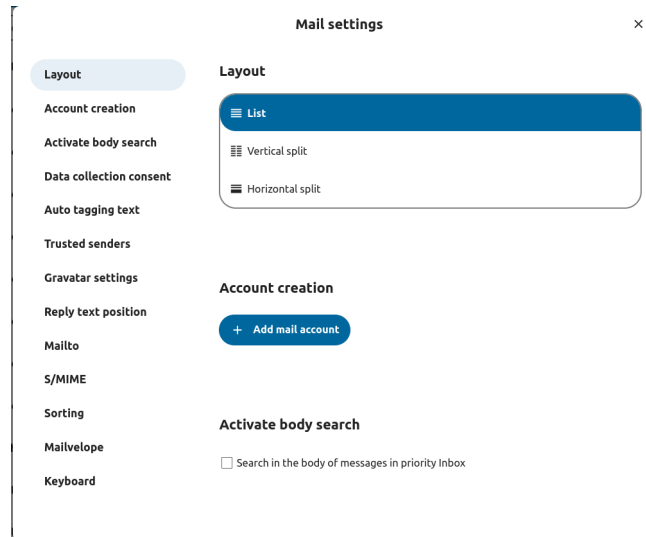 Mail settings
Layout
Account creation
Activate body search
Data collection consent
Auto tagging text
Trusted senders
Gravatar settings
Reply text position
Mailto
S/MIME
Sorting
Mailvelope
Keyboard
Layout
List
Vertical split
Horizontal split
Account creation
+ Add mail account
Activate body search
Search in the body of messages in priority Inbox